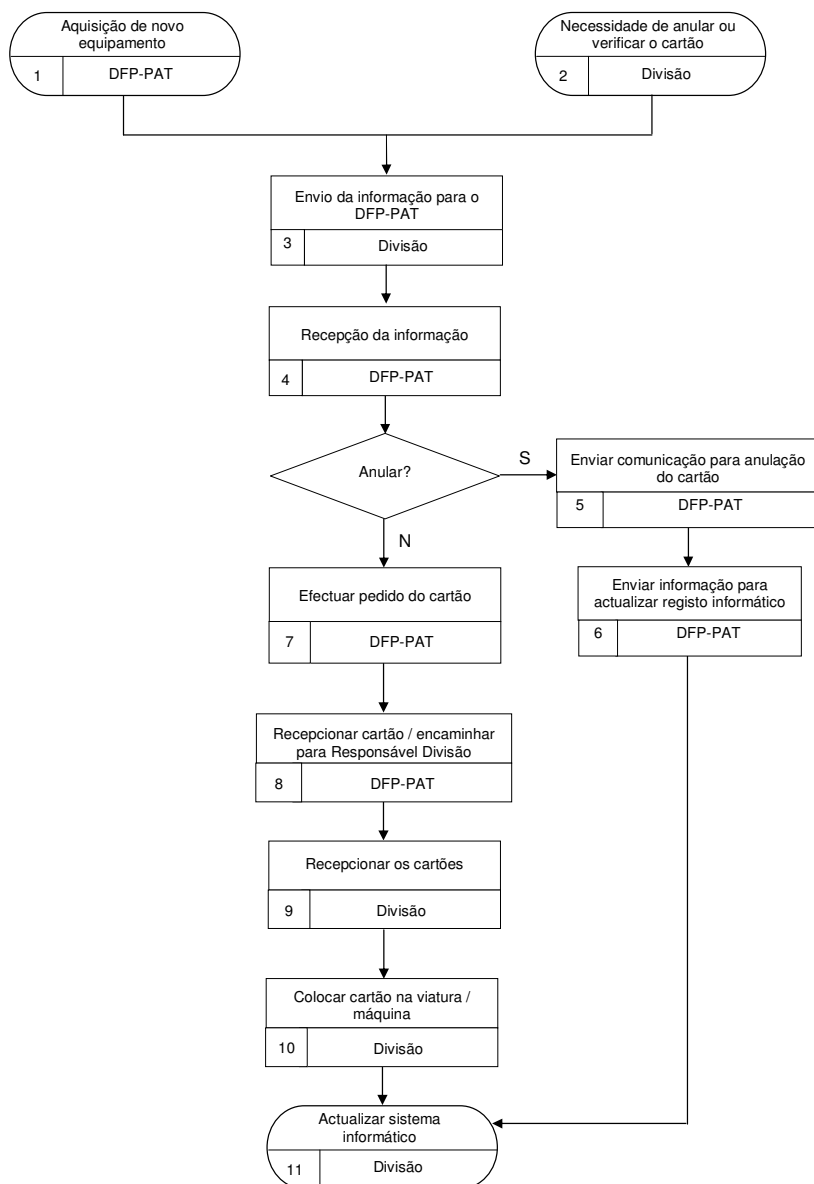 Aquisição de novo
equipamento
1 DFP-PAT
Necessidade de anular ou
verificar o cartão
2 Divisão
Envio da informação para o
DFP-PAT
3 Divisão
Recepção da informação
4 DFP-PAT
Anular?
S
N
Enviar comunicação para anulação
do cartão
5 DFP-PAT
Enviar informação para
actualizar registo informático
6 DFP-PAT
Efectuar pedido do cartão
7 DFP-PAT
Recepcionar cartão / encaminhar
para Responsável Divisão
8 DFP-PAT
Recepcionar os cartões
9 Divisão
Colocar cartão na viatura /
máquina
10 Divisão
Actualizar sistema
informático
11 Divisão